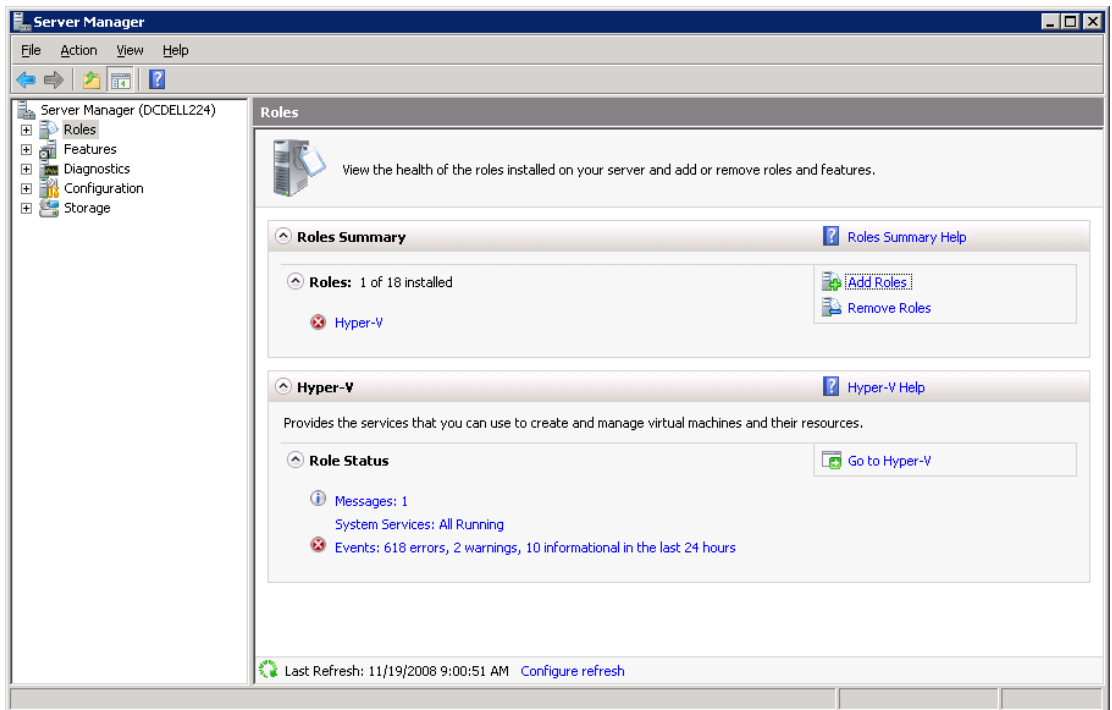 Server Manager
File Action View Help
Server Manager (DCDELL224)
Roles
Features
Diagnostics
Configuration
Storage
Roles
View the health of the roles installed on your server and add or remove roles and features.
Roles Summary
Roles Summary Help
Roles: 1 of 18 installed
Add Roles
Remove Roles
Hyper-V
Hyper-V
Hyper-V Help
Provides the services that you can use to create and manage virtual machines and their resources.
Role Status
Go to Hyper-V
Messages: 1
System Services: All Running
Events: 618 errors, 2 warnings, 10 informational in the last 24 hours
Last Refresh: 11/19/2008 9:00:51 AM Configure refresh